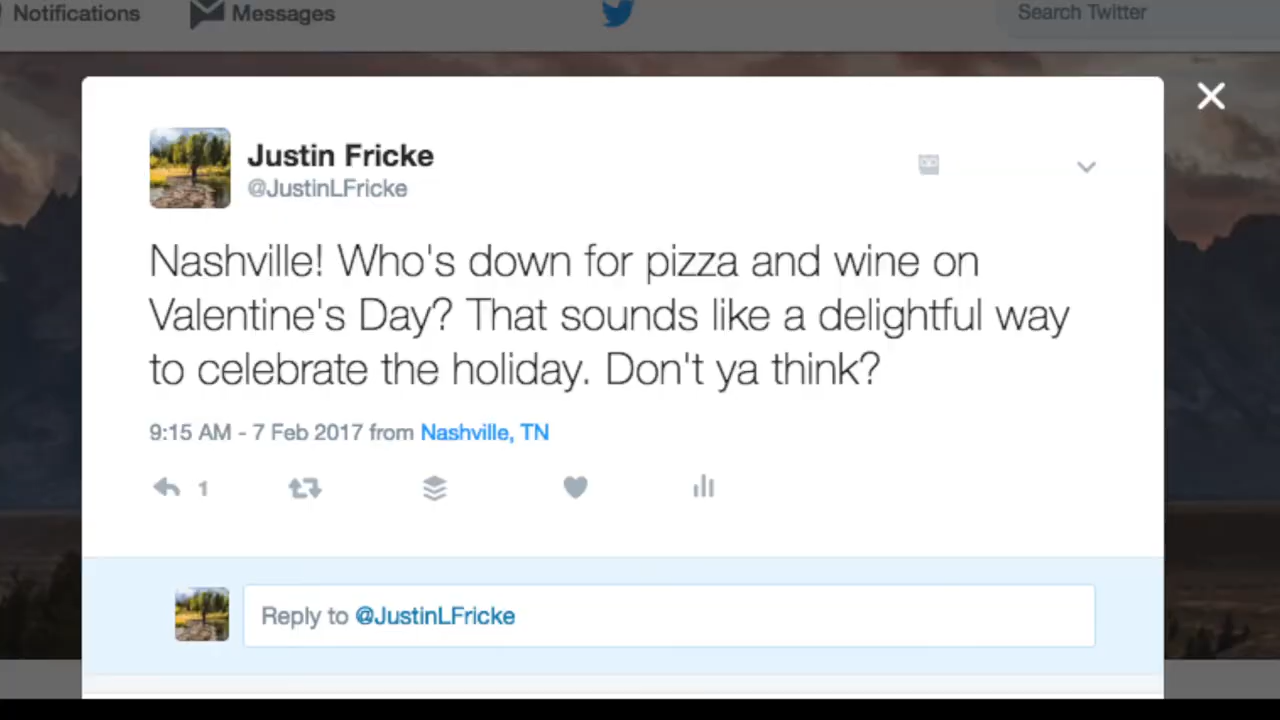 Notifications
Messages
Search Twitter
Justin Fricke
@JustinLFricke
Nashville! Who's down for pizza and wine on
Valentine's Day? That sounds like a delightful way
to celebrate the holiday. Don't ya think?
9:15 AM - 7 Feb 2017 from Nashville, TN
1
Reply to @JustinLFricke